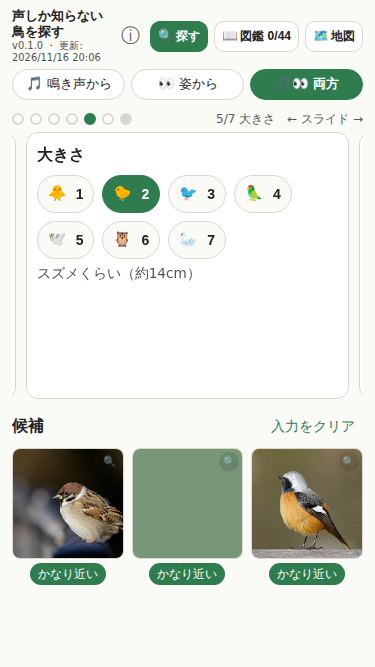 声しか知らない
鳥を探す
v0.1.0 · 更新:
2026/11/16 20:06
ⓘ
🔍 探す
📖 図鑑 0/44
🗺️ 地図
🎵 鳴き声から
👀 姿から
🎵👀 両方
5/7 大きさ ← スライド →
大きさ
🐥 1
🐤 2
🐦 3
🦜 4
🕊️ 5
🦉 6
🦢 7
スズメくらい（約14cm）
候補
入力をクリア
かなり近い
かなり近い
かなり近い